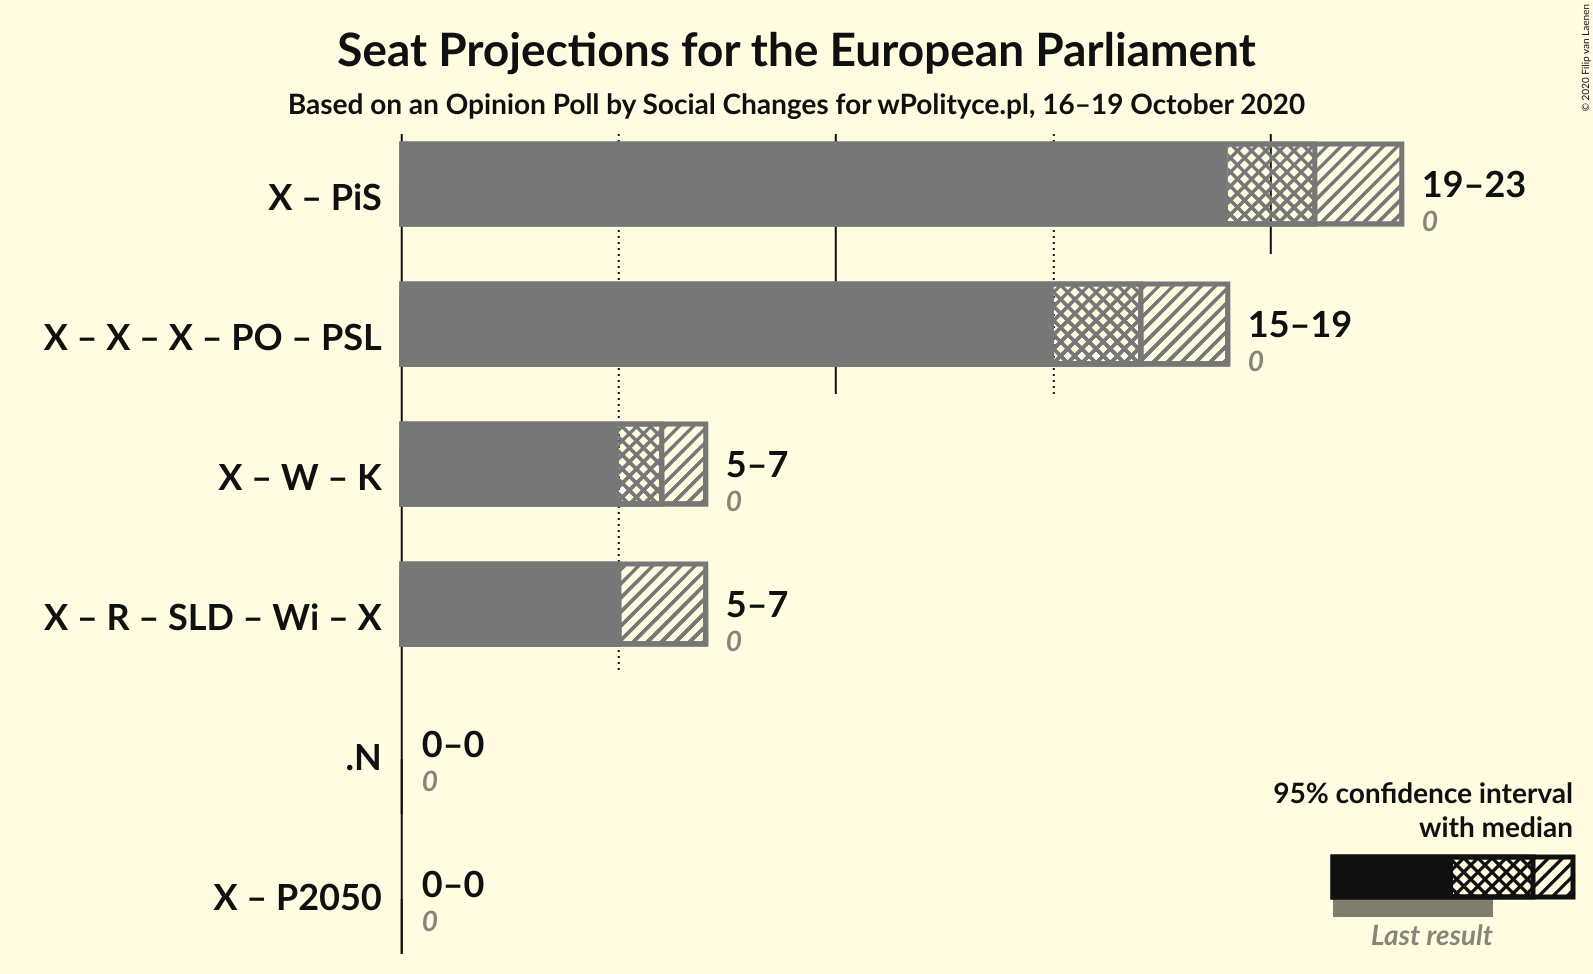 Seat Projections for the European Parliament
Based on an Opinion Poll by Social Changes for wPolityce.pl, 16–19 October 2020
© 2020 Filip van Laenen
X – PiS
19–23
0
X – X – X – PO – PSL
15–19
0
X – W – K
5–7
0
X – R – SLD – Wi – X
5–7
0
.N
0–0
0
X – P2050
0–0
0
95% confidence interval
with median
Last result